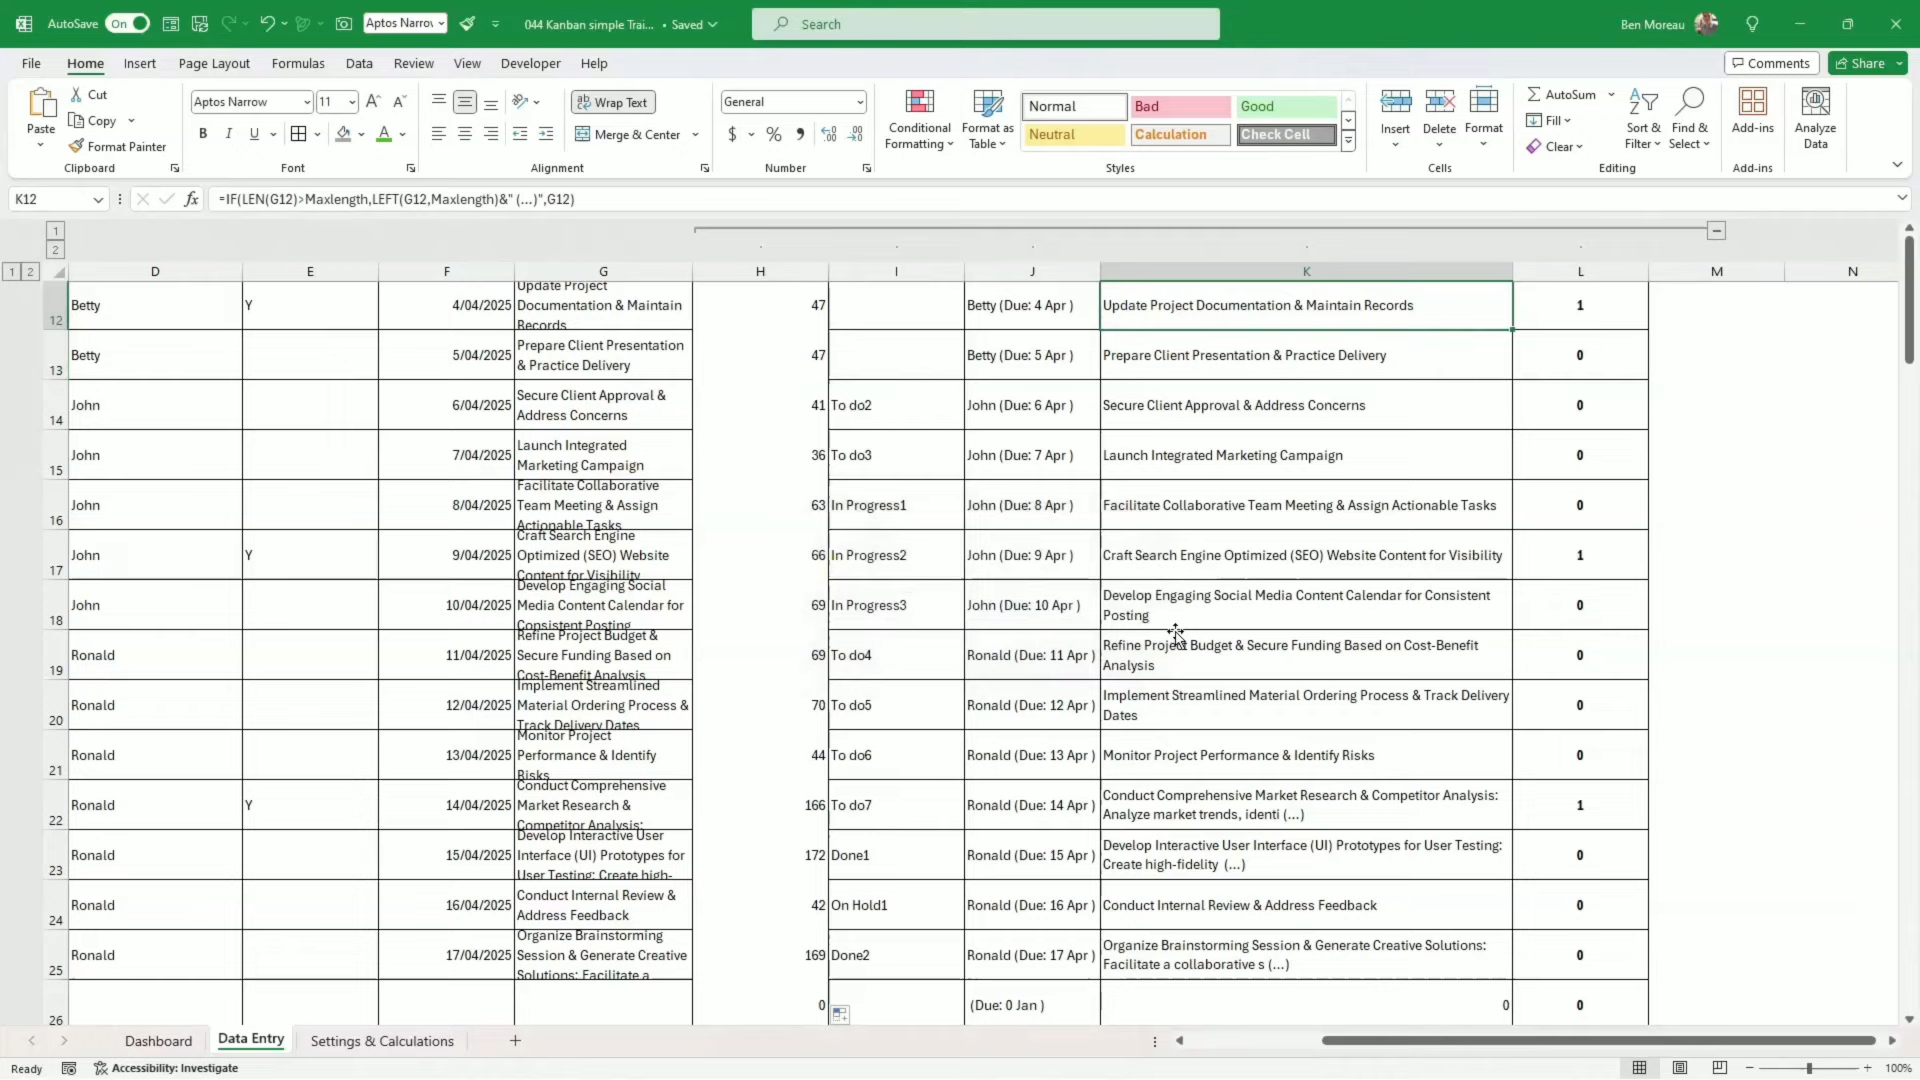 AutoSave On Aptos Narrov 044 Kanban simple Trai... • Saved Search Ben Moreau
File Home Insert Page Layout Formulas Data Review View Developer Help Comments Share
Paste Cut Copy Format Painter Clipboard
Aptos Narrow 11 A A B I U A Font
ab Wrap Text Merge & Center Alignment
General $ % , Number
Conditional Formatting Format as Table Normal Bad Good Neutral Calculation Check Cell Styles
Insert Delete Format Cells
AutoSum Fill Clear Sort & Filter Find & Select Editing
Add-ins Add-ins
Analyze Data
K12 fx =IF(LEN(G12)>Maxlength,LEFT(G12,Maxlength)&" (...)",G12)
1
2
1 2 D E F G H I J K L M N
12 Betty Y 4/04/2025 Update Project Documentation & Maintain Records 47 Betty (Due: 4 Apr ) Update Project Documentation & Maintain Records 1
13 Betty 5/04/2025 Prepare Client Presentation & Practice Delivery 47 Betty (Due: 5 Apr ) Prepare Client Presentation & Practice Delivery 0
14 John 6/04/2025 Secure Client Approval & Address Concerns 41 To do2 John (Due: 6 Apr ) Secure Client Approval & Address Concerns 0
15 John 7/04/2025 Launch Integrated Marketing Campaign 36 To do3 John (Due: 7 Apr ) Launch Integrated Marketing Campaign 0
16 John 8/04/2025 Facilitate Collaborative Team Meeting & Assign Actionable Tasks 63 In Progress1 John (Due: 8 Apr ) Facilitate Collaborative Team Meeting & Assign Actionable Tasks 0
17 John Y 9/04/2025 Craft Search Engine Optimized (SEO) Website Content for Visibility 66 In Progress2 John (Due: 9 Apr ) Craft Search Engine Optimized (SEO) Website Content for Visibility 1
18 John 10/04/2025 Develop Engaging Social Media Content Calendar for Consistent Posting 69 In Progress3 John (Due: 10 Apr ) Develop Engaging Social Media Content Calendar for Consistent Posting 0
19 Ronald 11/04/2025 Refine Project Budget & Secure Funding Based on Cost-Benefit Analysis 69 To do4 Ronald (Due: 11 Apr ) Refine Project Budget & Secure Funding Based on Cost-Benefit Analysis 0
20 Ronald 12/04/2025 Implement Streamlined Material Ordering Process & Track Delivery Dates 70 To do5 Ronald (Due: 12 Apr ) Implement Streamlined Material Ordering Process & Track Delivery Dates 0
21 Ronald 13/04/2025 Monitor Project Performance & Identify Risks 44 To do6 Ronald (Due: 13 Apr ) Monitor Project Performance & Identify Risks 0
22 Ronald Y 14/04/2025 Conduct Comprehensive Market Research & Competitor Analysis: 166 To do7 Ronald (Due: 14 Apr ) Conduct Comprehensive Market Research & Competitor Analysis: Analyze market trends, identi (...) 1
23 Ronald 15/04/2025 Develop Interactive User Interface (UI) Prototypes for User Testing: Create high- 172 Done1 Ronald (Due: 15 Apr ) Develop Interactive User Interface (UI) Prototypes for User Testing: Create high-fidelity (...) 0
24 Ronald 16/04/2025 Conduct Internal Review & Address Feedback 42 On Hold1 Ronald (Due: 16 Apr ) Conduct Internal Review & Address Feedback 0
25 Ronald 17/04/2025 Organize Brainstorming Session & Generate Creative Solutions: Facilitate a 169 Done2 Ronald (Due: 17 Apr ) Organize Brainstorming Session & Generate Creative Solutions: Facilitate a collaborative s (...) 0
26 0 (Due: 0 Jan ) 0 0
Dashboard Data Entry Settings & Calculations
Ready Accessibility: Investigate 100%